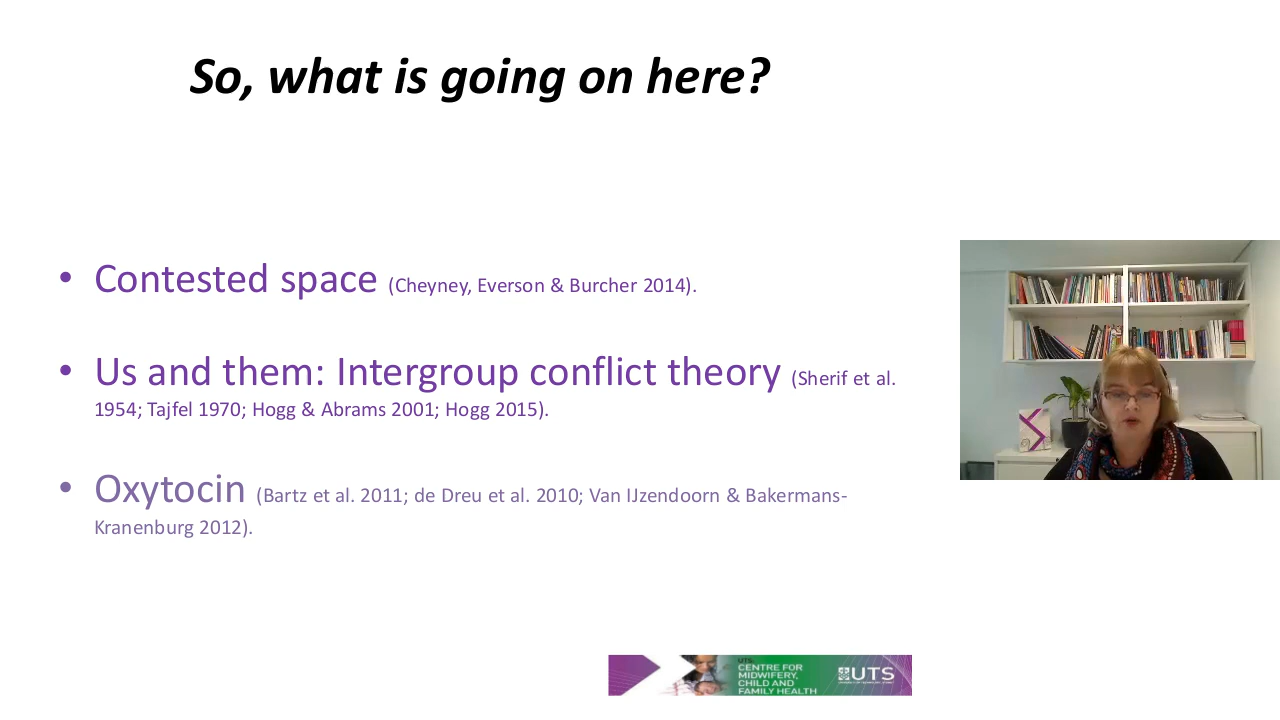 So, what is going on here?
• Contested space (Cheyney, Everson & Burcher 2014).
• Us and them: Intergroup conflict theory (Sherif et al.
1954; Tajfel 1970; Hogg & Abrams 2001; Hogg 2015).
• Oxytocin (Bartz et al. 2011; de Dreu et al. 2010; Van IJzendoorn & Bakermans-
Kranenburg 2012).
UTS
CENTRE FOR
MIDWIFERY,
CHILD AND
FAMILY HEALTH
UTS